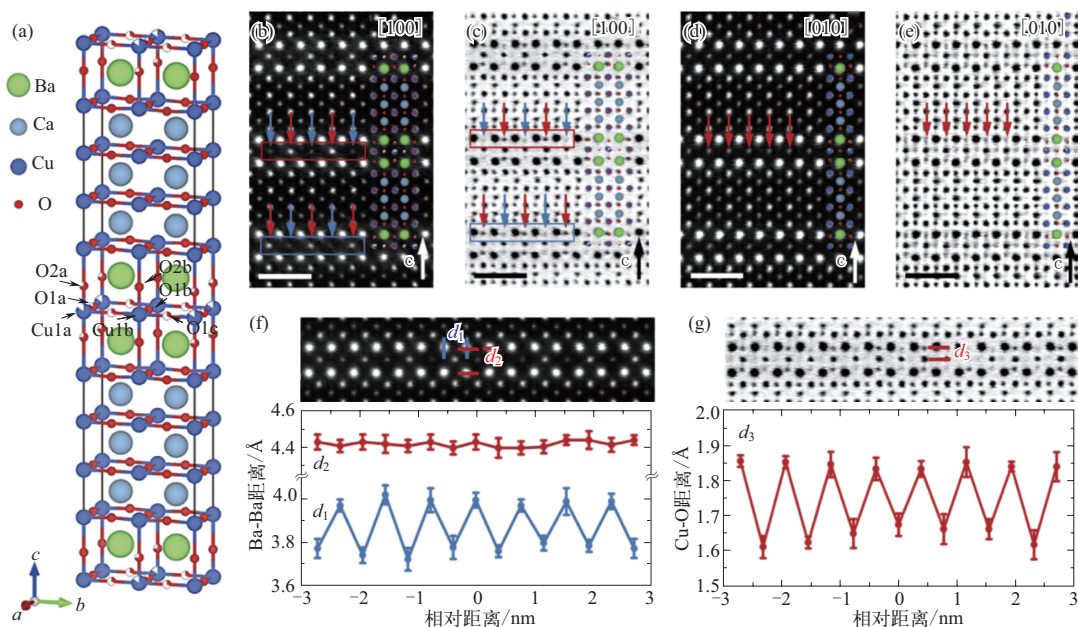 (a)
Ba
Ca
Cu
O
O2a
O2b
O1a
O1b
Cu1a
Cu1b
O1c
c
a
b
(b)
[100]
c
(c)
[100]
c
(d)
[010]
c
(e)
[010]
c
(f)
d₁
d₂
4.6
4.4
4.0
3.8
3.6
d₂
d₁
Ba-Ba距离/Å
−3
−2
−1
0
1
2
3
相对距离/nm
(g)
d₃
2.0
1.9
1.8
1.7
1.6
1.5
d₃
Cu-O距离/Å
−3
−2
−1
0
1
2
3
相对距离/nm